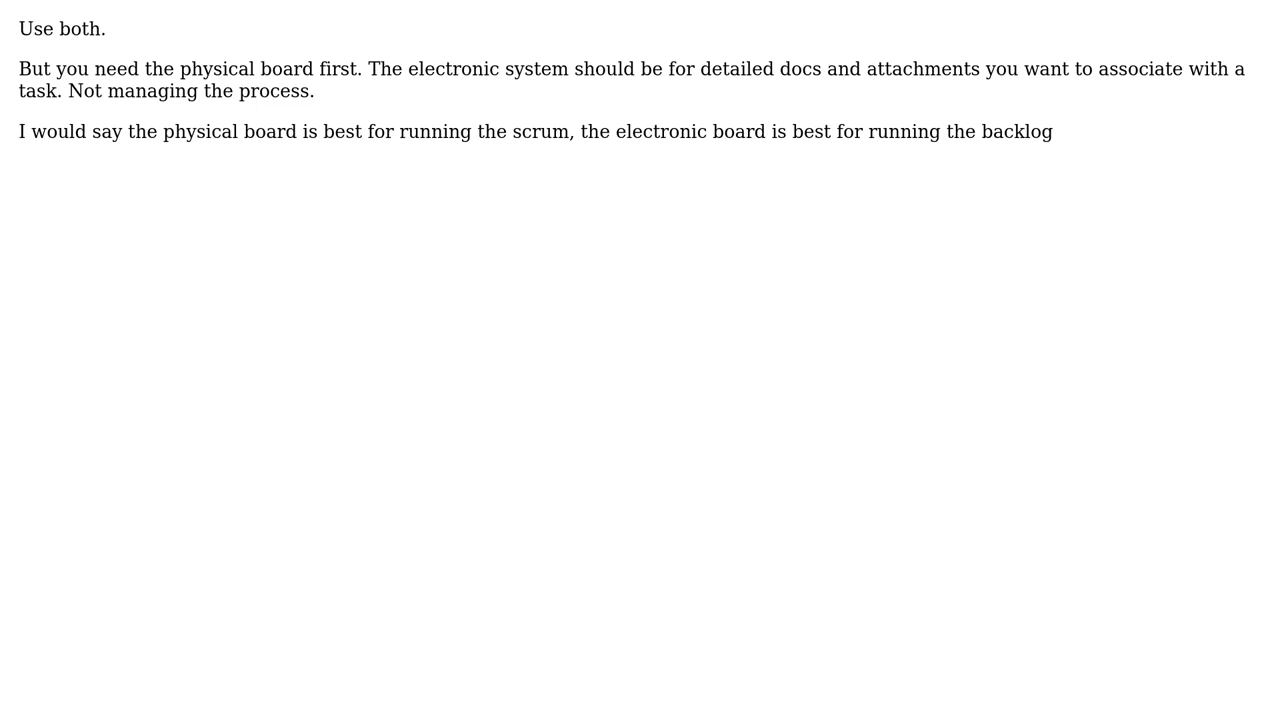 Use both.
But you need the physical board first. The electronic system should be for detailed docs and attachments you want to associate with a
task. Not managing the process.
I would say the physical board is best for running the scrum, the electronic board is best for running the backlog